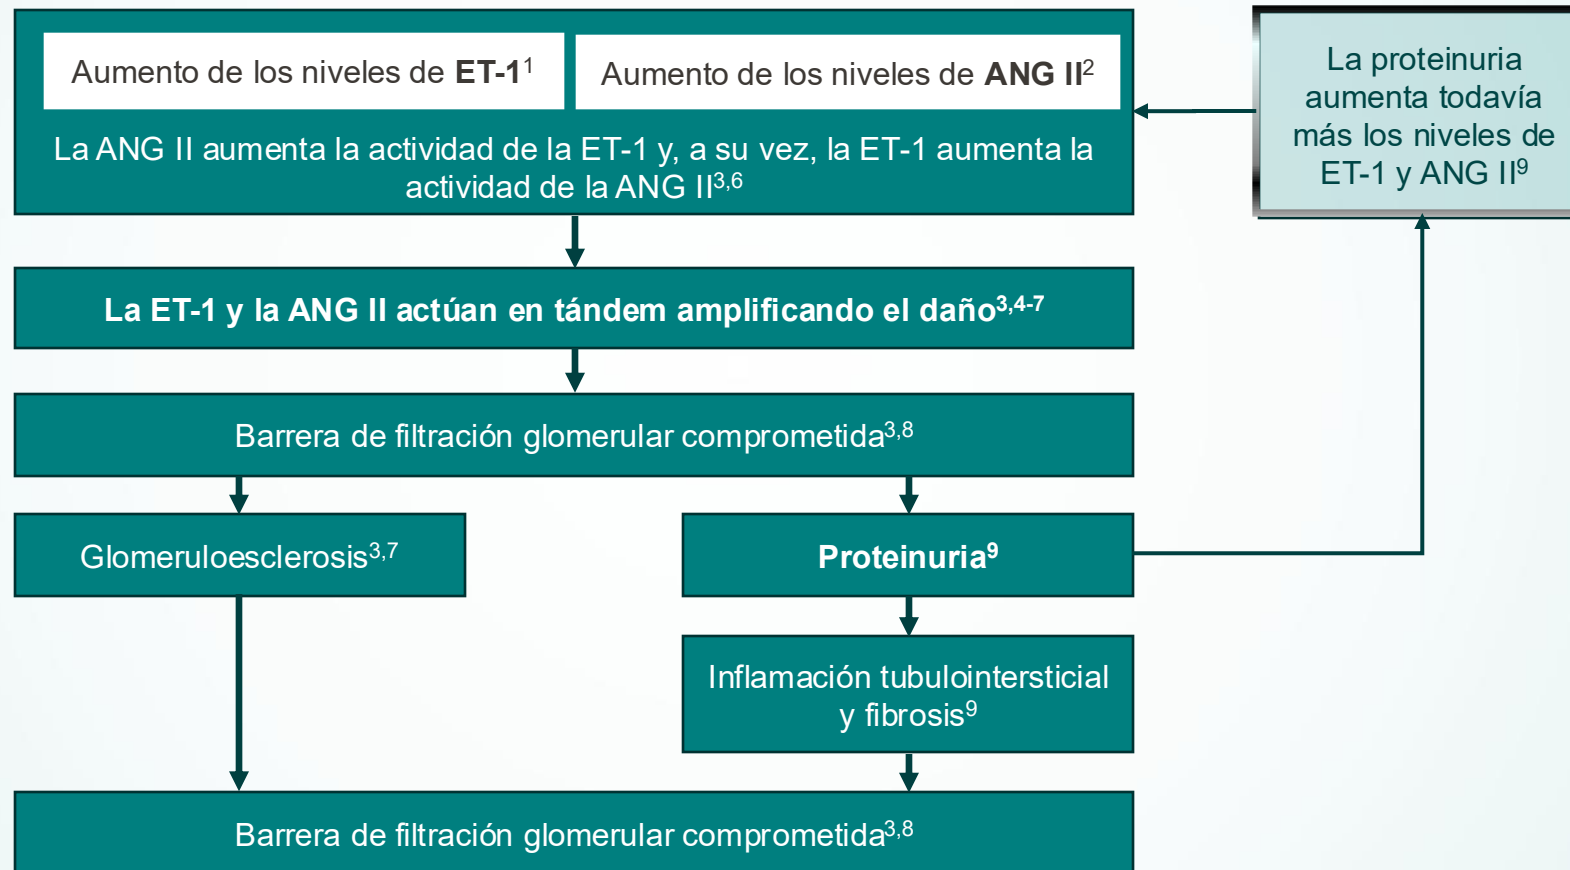 Aumento de los niveles de ET-1¹
Aumento de los niveles de ANG II²
La ANG II aumenta la actividad de la ET-1 y, a su vez, la ET-1 aumenta la
actividad de la ANG II³,⁶
La proteinuria
aumenta todavía
más los niveles de
ET-1 y ANG II⁹
La ET-1 y la ANG II actúan en tándem amplificando el daño³,⁴⁻⁷
Barrera de filtración glomerular comprometida³,⁸
Glomeruloesclerosis³,⁷
Proteinuria⁹
Inflamación tubulointersticial
y fibrosis⁹
Barrera de filtración glomerular comprometida³,⁸